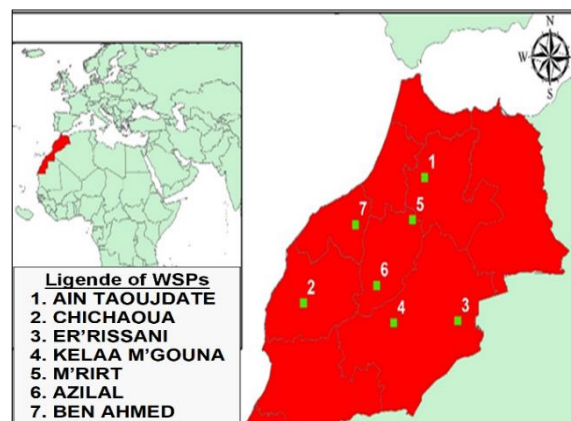 N
W E
S
1
7
5
6
2
4
3
Ligende of WSPs
1. AIN TAOUJDATE
2. CHICHAOUA
3. ER'RISSANI
4. KELAA M'GOUNA
5. M'RIRT
6. AZILAL
7. BEN AHMED